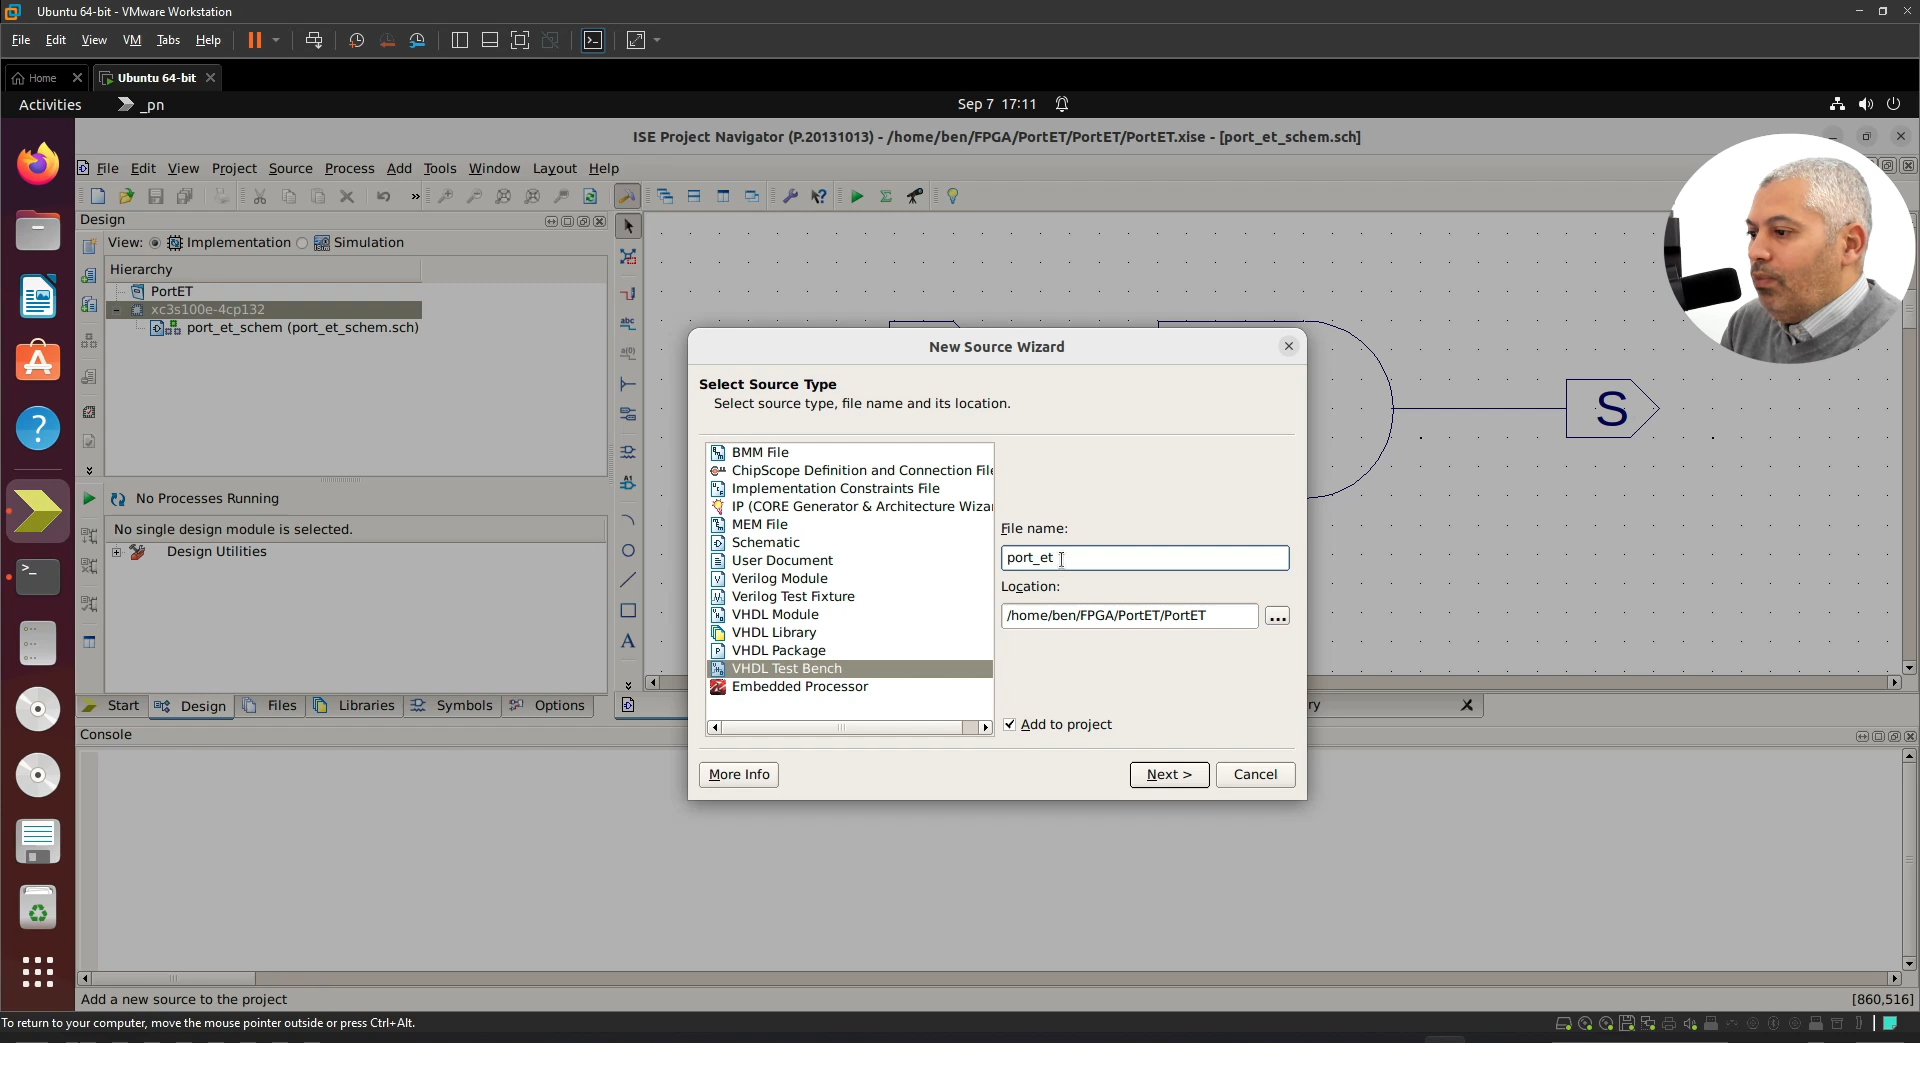 Ubuntu 64-bit - VMware Workstation
File Edit View VM Tabs Help
Home
Ubuntu 64-bit
Activities
_pn
Sep 7 17:11
ISE Project Navigator (P.20131013) - /home/ben/FPGA/PortET/PortET/PortET.xise - [port_et_schem.sch]
File Edit View Project Source Process Add Tools Window Layout Help
Design
View: Implementation Simulation
Hierarchy
PortET
xc3s100e-4cp132
port_et_schem (port_et_schem.sch)
No Processes Running
No single design module is selected.
Design Utilities
Start Design Files Libraries Symbols Options
ry
abc
A1
A
S
New Source Wizard
Select Source Type
Select source type, file name and its location.
BMM File
ChipScope Definition and Connection File
Implementation Constraints File
IP (CORE Generator & Architecture Wizar
MEM File
Schematic
User Document
Verilog Module
Verilog Test Fixture
VHDL Module
VHDL Library
VHDL Package
VHDL Test Bench
Embedded Processor
File name:
port_et
Location:
/home/ben/FPGA/PortET/PortET
...
Add to project
More Info
Next >
Cancel
Console
Add a new source to the project
[860,516]
To return to your computer, move the mouse pointer outside or press Ctrl+Alt.